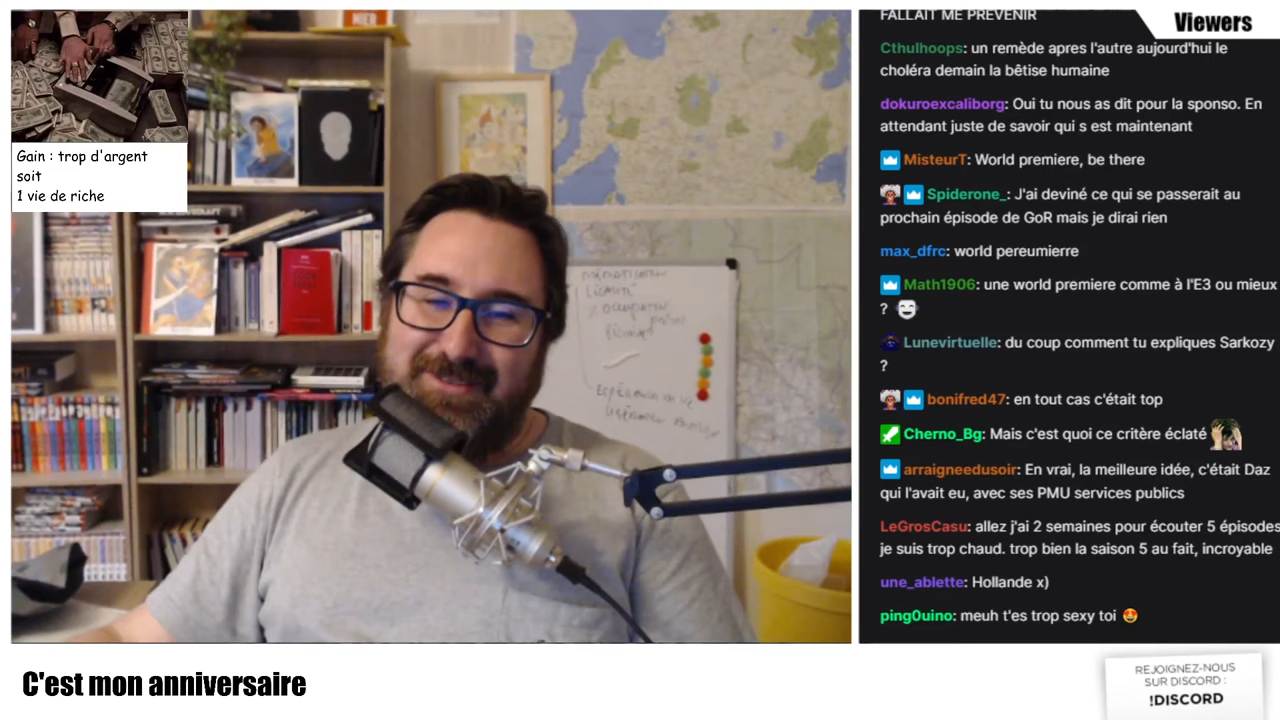 HIER
Gain : trop d'argent
soit
1 vie de riche
Viewers
FALLAIT ME PREVENIR
Cthulhoops: un remède apres l'autre aujourd'hui le
choléra demain la bêtise humaine
dokuroexcaliborg: Oui tu nous as dit pour la sponso. En
attendant juste de savoir qui s est maintenant
MisteurT: World premiere, be there
Spiderone_: J'ai deviné ce qui se passerait au
prochain épisode de GoR mais je dirai rien
max_dfrc: world pereumierre
Math1906: une world premiere comme à l'E3 ou mieux
?
Lunevirtuelle: du coup comment tu expliques Sarkozy
?
bonifred47: en tout cas c'était top
Cherno_Bg: Mais c'est quoi ce critère éclaté
arraigneedusoir: En vrai, la meilleure idée, c'était Daz
qui l'avait eu, avec ses PMU services publics
LeGrosCasu: allez j'ai 2 semaines pour écouter 5 épisodes
je suis trop chaud. trop bien la saison 5 au fait, incroyable
une_ablette: Hollande x)
ping0uino: meuh t'es trop sexy toi
C'est mon anniversaire
REJOIGNEZ-NOUS
SUR DISCORD :
!DISCORD